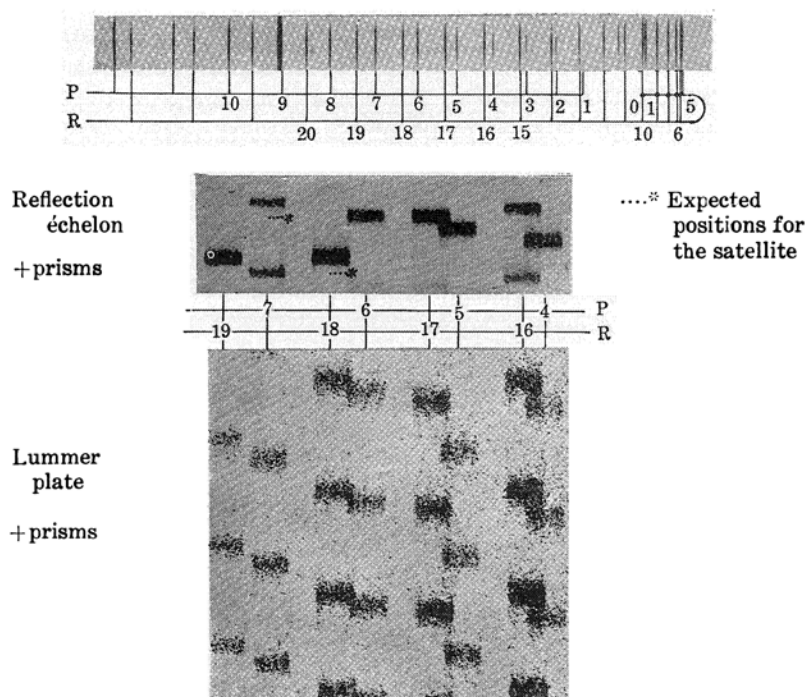 P 10 9 8 7 6 5 4 3 2 1 0 1 5
R 20 19 18 17 16 15 10 6
Reflection
échelon
+prisms
....* Expected
positions for
the satellite
*
*
7 6 5 4 P
19 18 17 16 R
Lummer
plate
+prisms